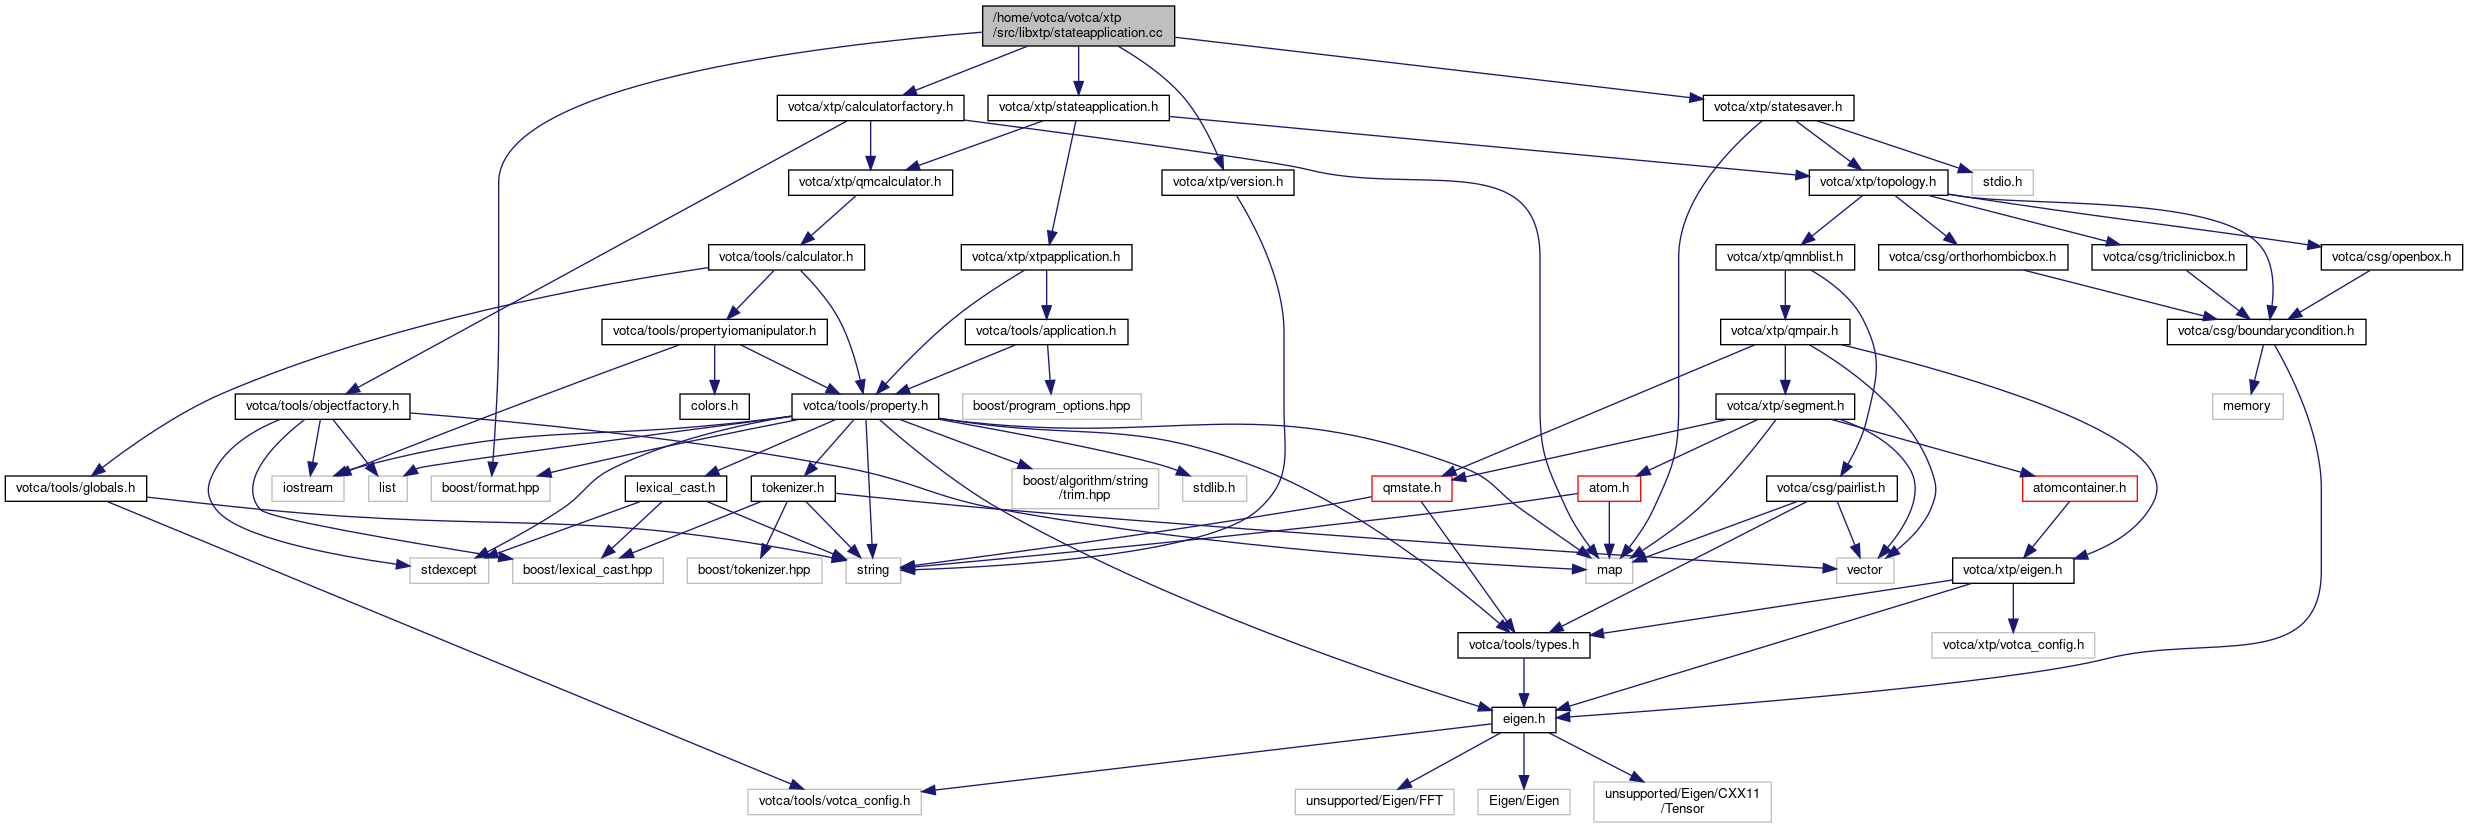 /home/votca/votca/xtp
/src/libxtp/stateapplication.cc
votca/xtp/calculatorfactory.h
votca/xtp/stateapplication.h
votca/xtp/statesaver.h
votca/xtp/qmcalculator.h
votca/xtp/version.h
votca/xtp/topology.h
stdio.h
votca/tools/calculator.h
votca/xtp/xtpapplication.h
votca/xtp/qmnblist.h
votca/csg/orthorhombicbox.h
votca/csg/triclinicbox.h
votca/csg/openbox.h
votca/tools/propertyiomanipulator.h
votca/tools/application.h
votca/xtp/qmpair.h
votca/csg/boundarycondition.h
votca/tools/objectfactory.h
colors.h
votca/tools/property.h
boost/program_options.hpp
votca/xtp/segment.h
memory
votca/tools/globals.h
iostream
list
boost/format.hpp
lexical_cast.h
tokenizer.h
boost/algorithm/string
/trim.hpp
stdlib.h
qmstate.h
atom.h
votca/csg/pairlist.h
atomcontainer.h
stdexcept
boost/lexical_cast.hpp
boost/tokenizer.hpp
string
map
vector
votca/xtp/eigen.h
votca/tools/types.h
votca/xtp/votca_config.h
eigen.h
votca/tools/votca_config.h
unsupported/Eigen/FFT
Eigen/Eigen
unsupported/Eigen/CXX11
/Tensor